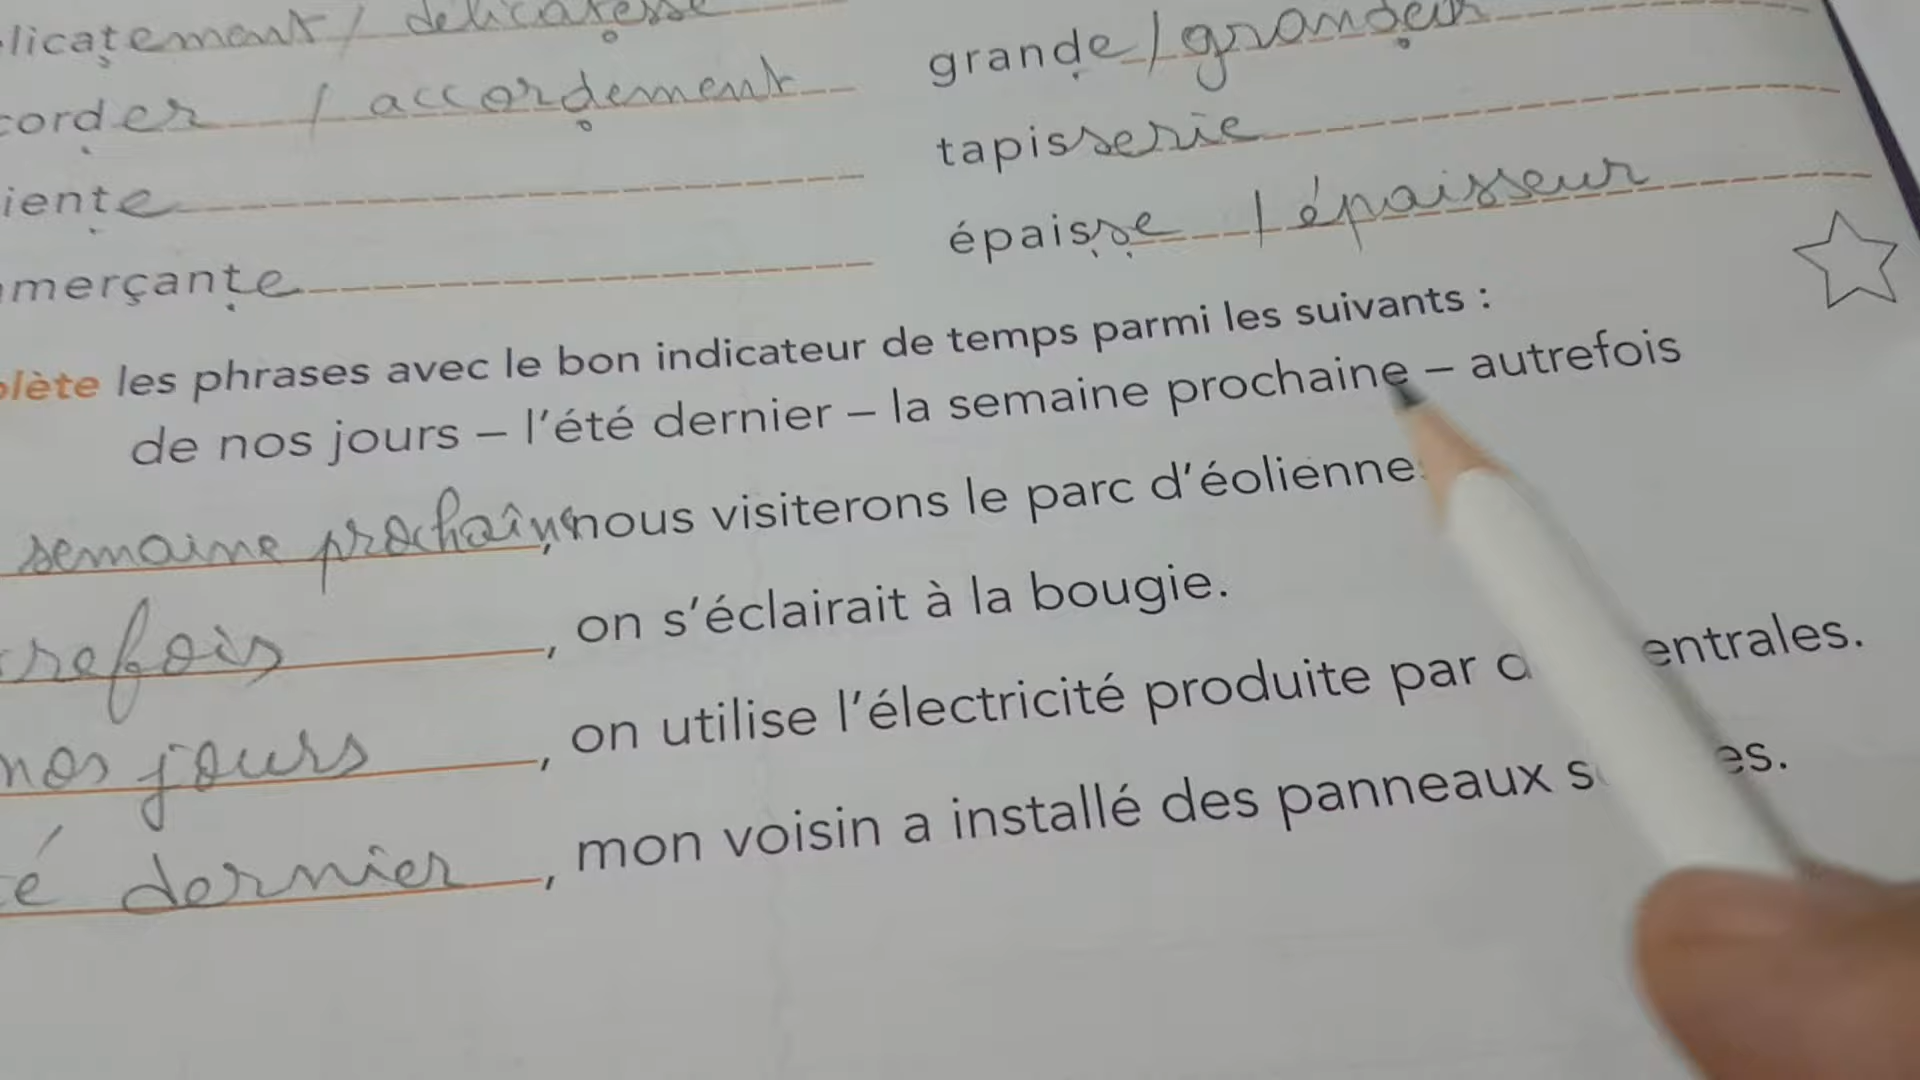 licatement / délicatesse
corder / accordement
iente
merçante
grande / grandeur
tapisserie
épaisse / épaisseur
plète les phrases avec le bon indicateur de temps parmi les suivants :
de nos jours – l'été dernier – la semaine prochaine – autrefois
semaine prochaîne, nous visiterons le parc d'éolienne
refois, on s'éclairait à la bougie.
nos jours, on utilise l'électricité produite par d entrales.
é dernier, mon voisin a installé des panneaux s es.